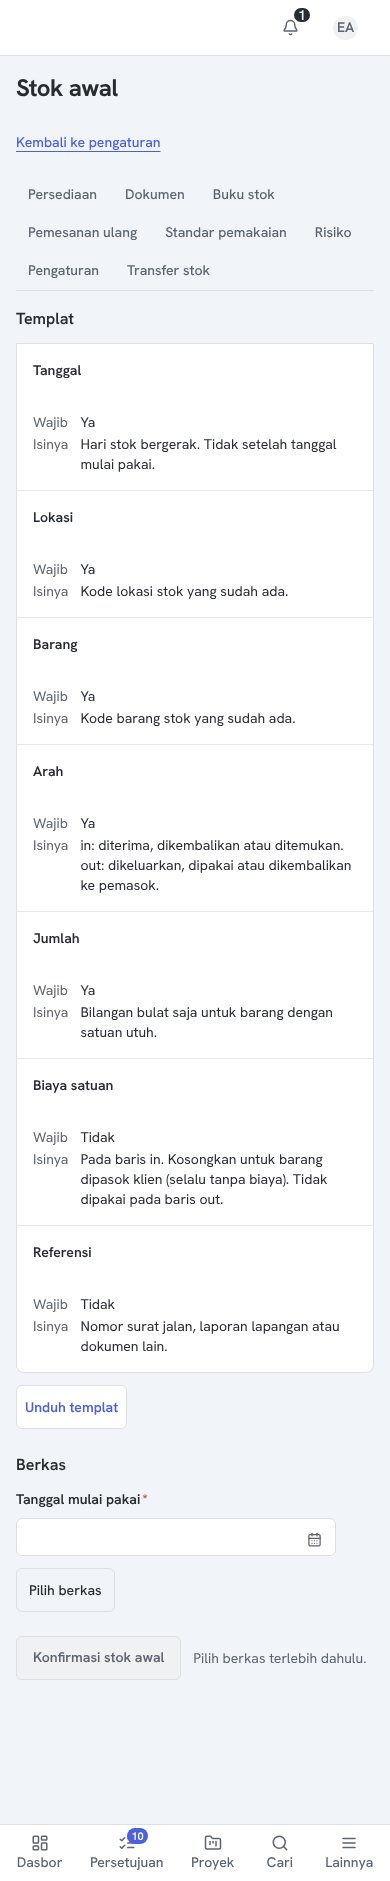 1
EA
Stok awal
Kembali ke pengaturan
Persediaan Dokumen Buku stok
Pemesanan ulang Standar pemakaian Risiko
Pengaturan Transfer stok
Templat
Tanggal
Wajib Ya
Isinya Hari stok bergerak. Tidak setelah tanggal
mulai pakai.
Lokasi
Wajib Ya
Isinya Kode lokasi stok yang sudah ada.
Barang
Wajib Ya
Isinya Kode barang stok yang sudah ada.
Arah
Wajib Ya
Isinya in: diterima, dikembalikan atau ditemukan.
out: dikeluarkan, dipakai atau dikembalikan
ke pemasok.
Jumlah
Wajib Ya
Isinya Bilangan bulat saja untuk barang dengan
satuan utuh.
Biaya satuan
Wajib Tidak
Isinya Pada baris in. Kosongkan untuk barang
dipasok klien (selalu tanpa biaya). Tidak
dipakai pada baris out.
Referensi
Wajib Tidak
Isinya Nomor surat jalan, laporan lapangan atau
dokumen lain.
Unduh templat
Berkas
Tanggal mulai pakai *
Pilih berkas
Konfirmasi stok awal Pilih berkas terlebih dahulu.
10
Dasbor Persetujuan Proyek Cari Lainnya